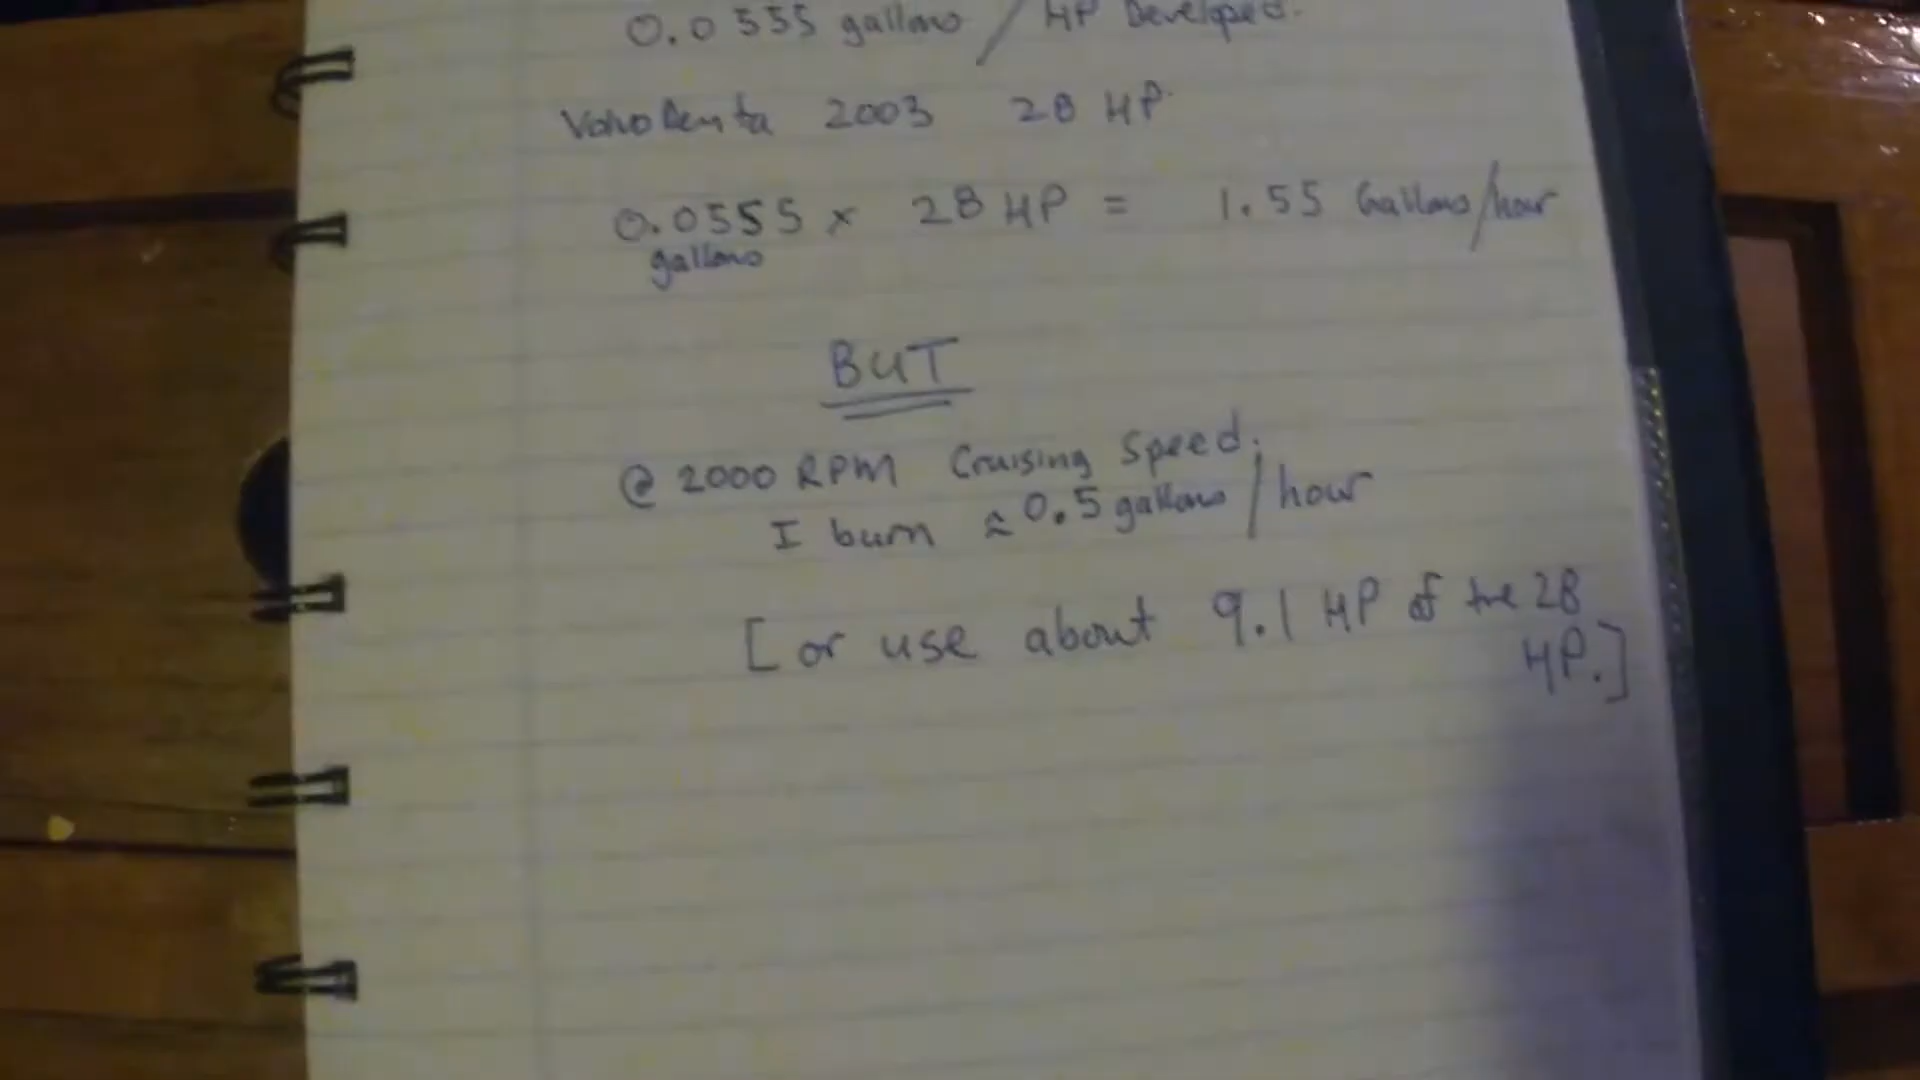 0.0555 gallons / HP Developed.
Volvo Penta 2003 28 HP.
0.0555 x 28 HP = 1.55 Gallons/hour
gallons
BUT
@ 2000 RPM Cruising Speed;
I burn ≈ 0.5 gallons / hour
[or use about 9.1 HP of the 28
HP.]